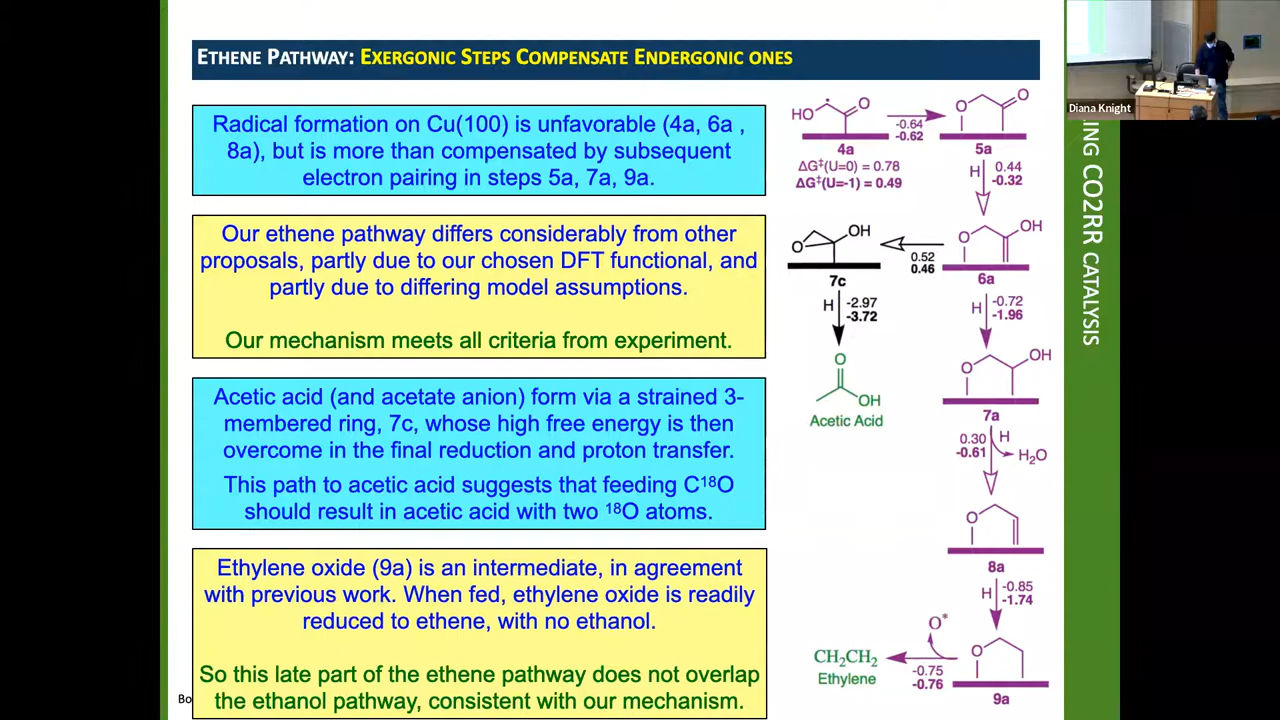 ETHENE PATHWAY: EXERGONIC STEPS COMPENSATE ENDERGONIC ONES
Radical formation on Cu(100) is unfavorable (4a, 6a ,
8a), but is more than compensated by subsequent
electron pairing in steps 5a, 7a, 9a.
Our ethene pathway differs considerably from other
proposals, partly due to our chosen DFT functional, and
partly due to differing model assumptions.
Our mechanism meets all criteria from experiment.
Acetic acid (and acetate anion) form via a strained 3-
membered ring, 7c, whose high free energy is then
overcome in the final reduction and proton transfer.
This path to acetic acid suggests that feeding C¹⁸O
should result in acetic acid with two ¹⁸O atoms.
Ethylene oxide (9a) is an intermediate, in agreement
with previous work. When fed, ethylene oxide is readily
reduced to ethene, with no ethanol.
So this late part of the ethene pathway does not overlap
the ethanol pathway, consistent with our mechanism.
Bo
HO
O
4a
ΔG‡(U=0) = 0.78
ΔG‡(U=-1) = 0.49
-0.64
-0.62
O
O
5a
H
0.44
-0.32
O
OH
6a
0.52
0.46
O
OH
7c
H
-2.97
-3.72
O
OH
Acetic Acid
H
-0.72
-1.96
O
OH
7a
0.30
-0.61
H
H₂O
O
8a
H
-0.85
-1.74
O
9a
O*
-0.75
-0.76
CH₂CH₂
Ethylene
Diana Knight
ING CO2RR CATALYSIS